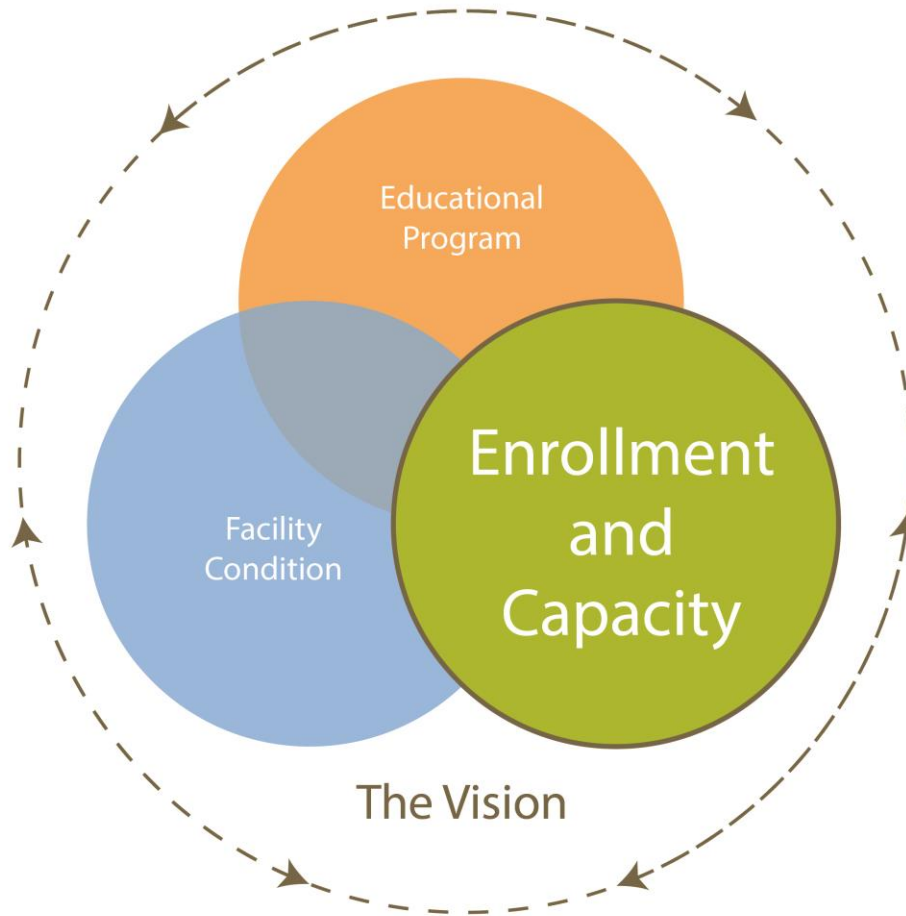 Educational
Program
Enrollment
and
Capacity
Facility
Condition
The Vision